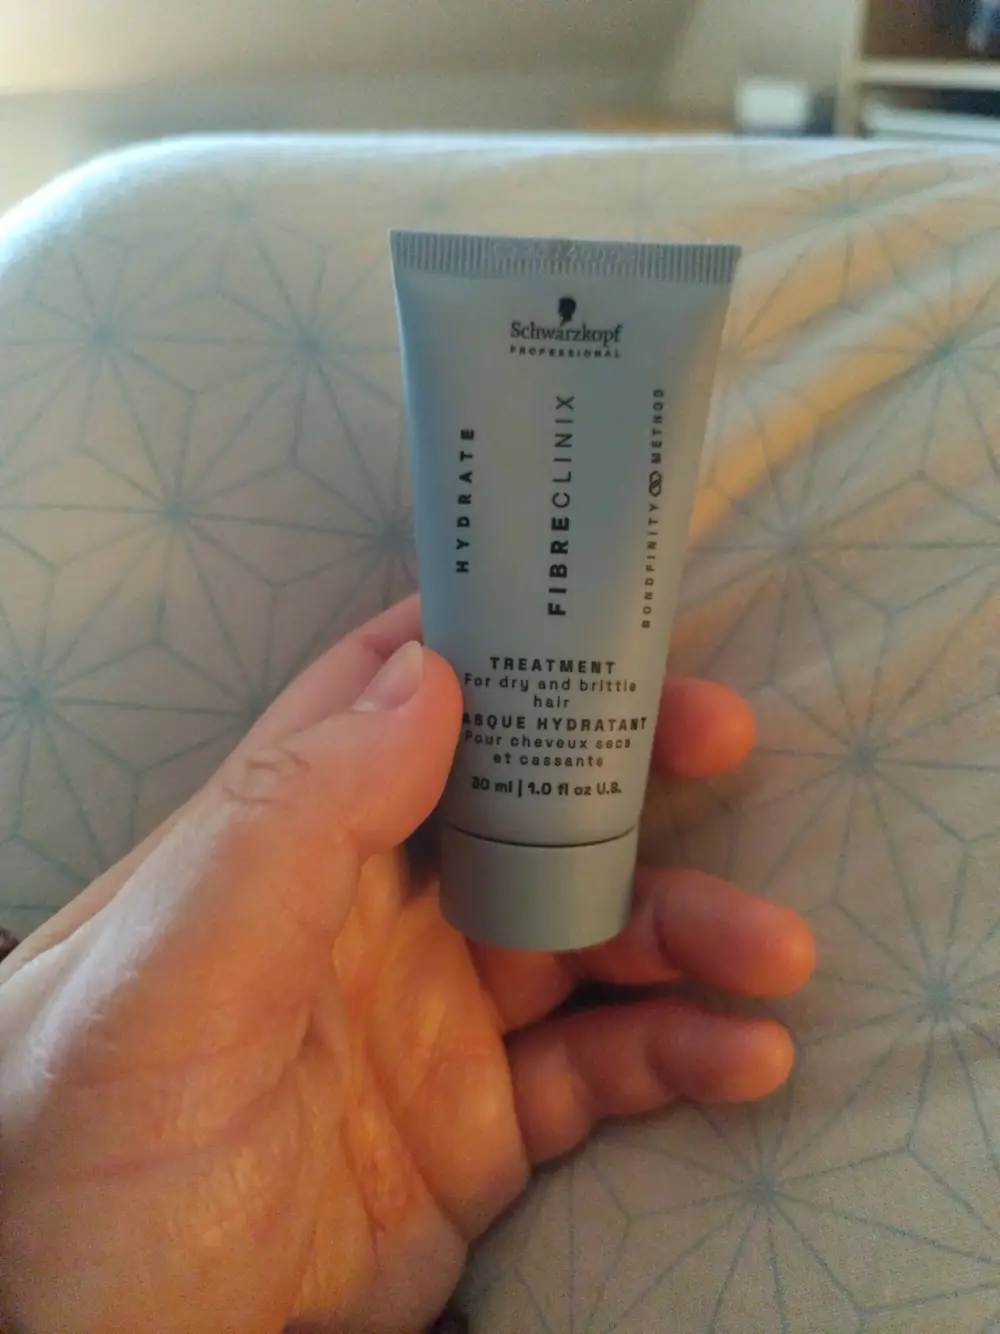 Schwarzkopf
PROFESSIONAL
HYDRATE
FIBRECLINIX
BONDFINITY METHOD
TREATMENT
For dry and brittle
hair
ASQUE HYDRATANT
Pour cheveux secs
et cassants
30 ml | 1.0 fl oz U.S.